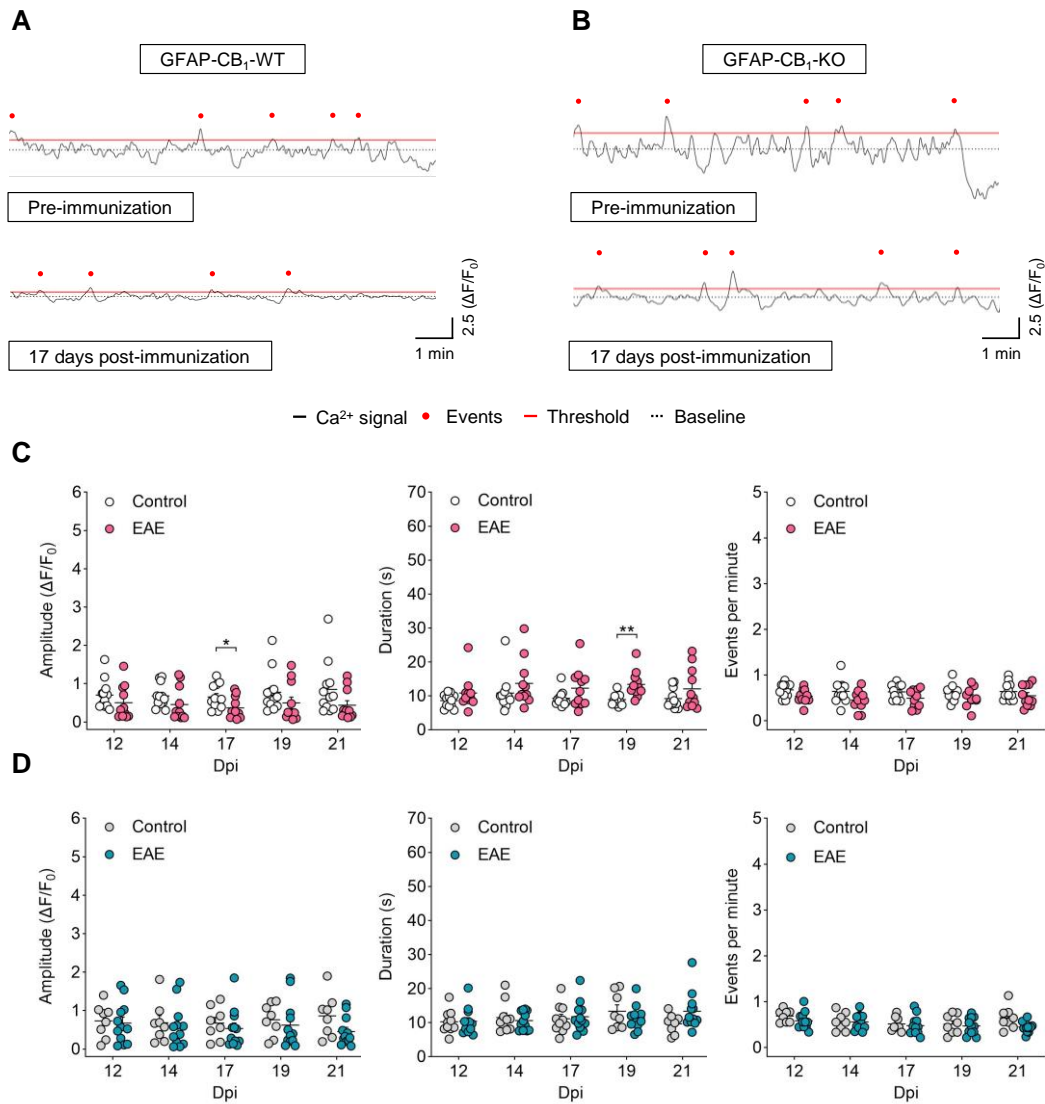 A
B
GFAP-CB₁-WT
GFAP-CB₁-KO
Pre-immunization
Pre-immunization
2.5 (ΔF/F₀)
2.5 (ΔF/F₀)
1 min
1 min
17 days post-immunization
17 days post-immunization
Ca²⁺ signal Events Threshold Baseline
C
Amplitude (ΔF/F₀)
6
5
4
3
2
1
0
Control
EAE
*
12 14 17 19 21
Dpi
Duration (s)
70
60
50
40
30
20
10
0
Control
EAE
**
12 14 17 19 21
Dpi
Events per minute
5
4
3
2
1
0
Control
EAE
12 14 17 19 21
Dpi
D
Amplitude (ΔF/F₀)
6
5
4
3
2
1
0
Control
EAE
12 14 17 19 21
Dpi
Duration (s)
70
60
50
40
30
20
10
0
Control
EAE
12 14 17 19 21
Dpi
Events per minute
5
4
3
2
1
0
Control
EAE
12 14 17 19 21
Dpi